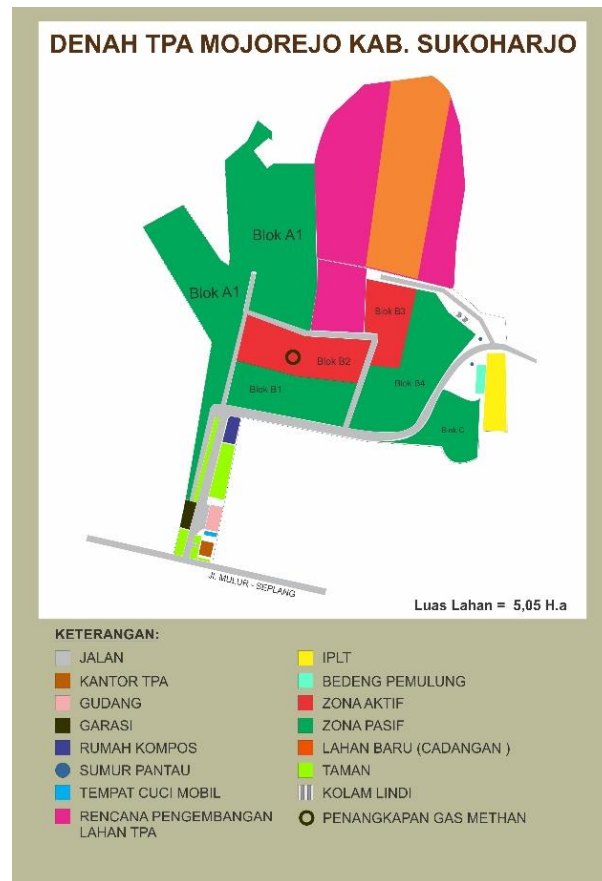 DENAH TPA MOJOREJO KAB. SUKOHARJO
Blok A1
Blok A1
Blok B3
Blok B2
Blok B1
Blok B4
Blok C
JL. MULUR - SEPLANG
Luas Lahan = 5,05 H.a
KETERANGAN:
JALAN
KANTOR TPA
GUDANG
GARASI
RUMAH KOMPOS
SUMUR PANTAU
TEMPAT CUCI MOBIL
RENCANA PENGEMBANGAN
LAHAN TPA
IPLT
BEDENG PEMULUNG
ZONA AKTIF
ZONA PASIF
LAHAN BARU (CADANGAN )
TAMAN
KOLAM LINDI
PENANGKAPAN GAS METHAN